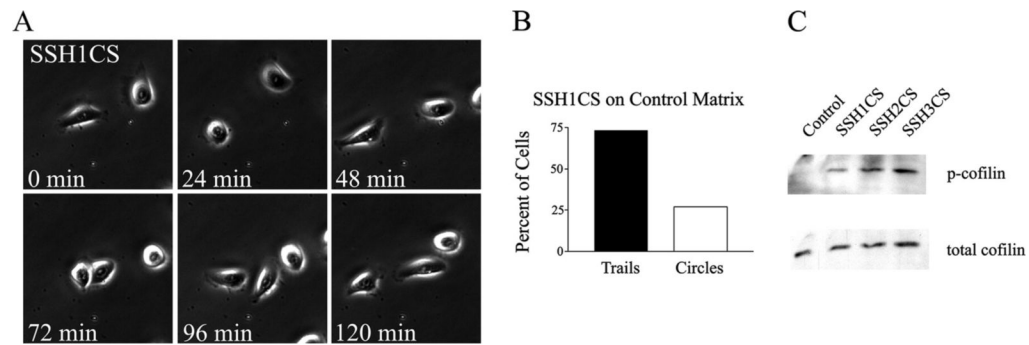 A
SSH1CS
0 min
24 min
48 min
72 min
96 min
120 min
B
SSH1CS on Control Matrix
Percent of Cells
75
50
25
0
Trails
Circles
C
Control
SSH1CS
SSH2CS
SSH3CS
p-cofilin
total cofilin